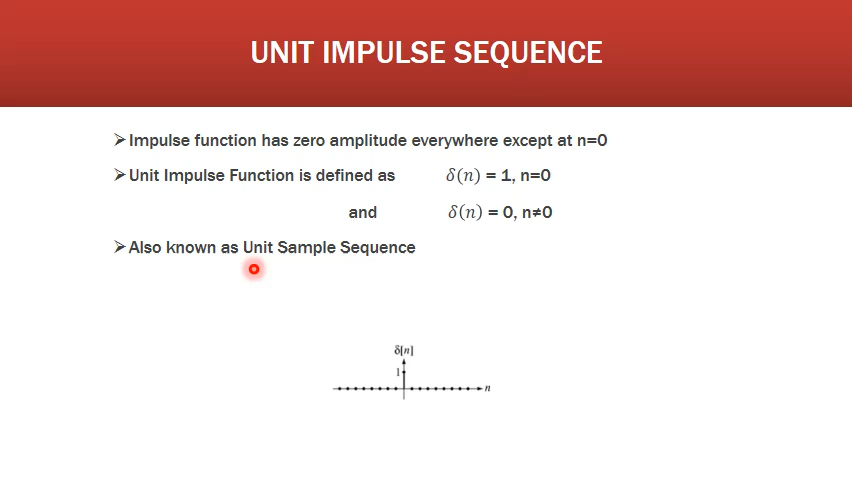 UNIT IMPULSE SEQUENCE
➢Impulse function has zero amplitude everywhere except at n=0
➢Unit Impulse Function is defined as 𝛿(𝑛) = 1, n=0
and 𝛿(𝑛) = 0, n≠0
➢Also known as Unit Sample Sequence
δ[n]
1
n